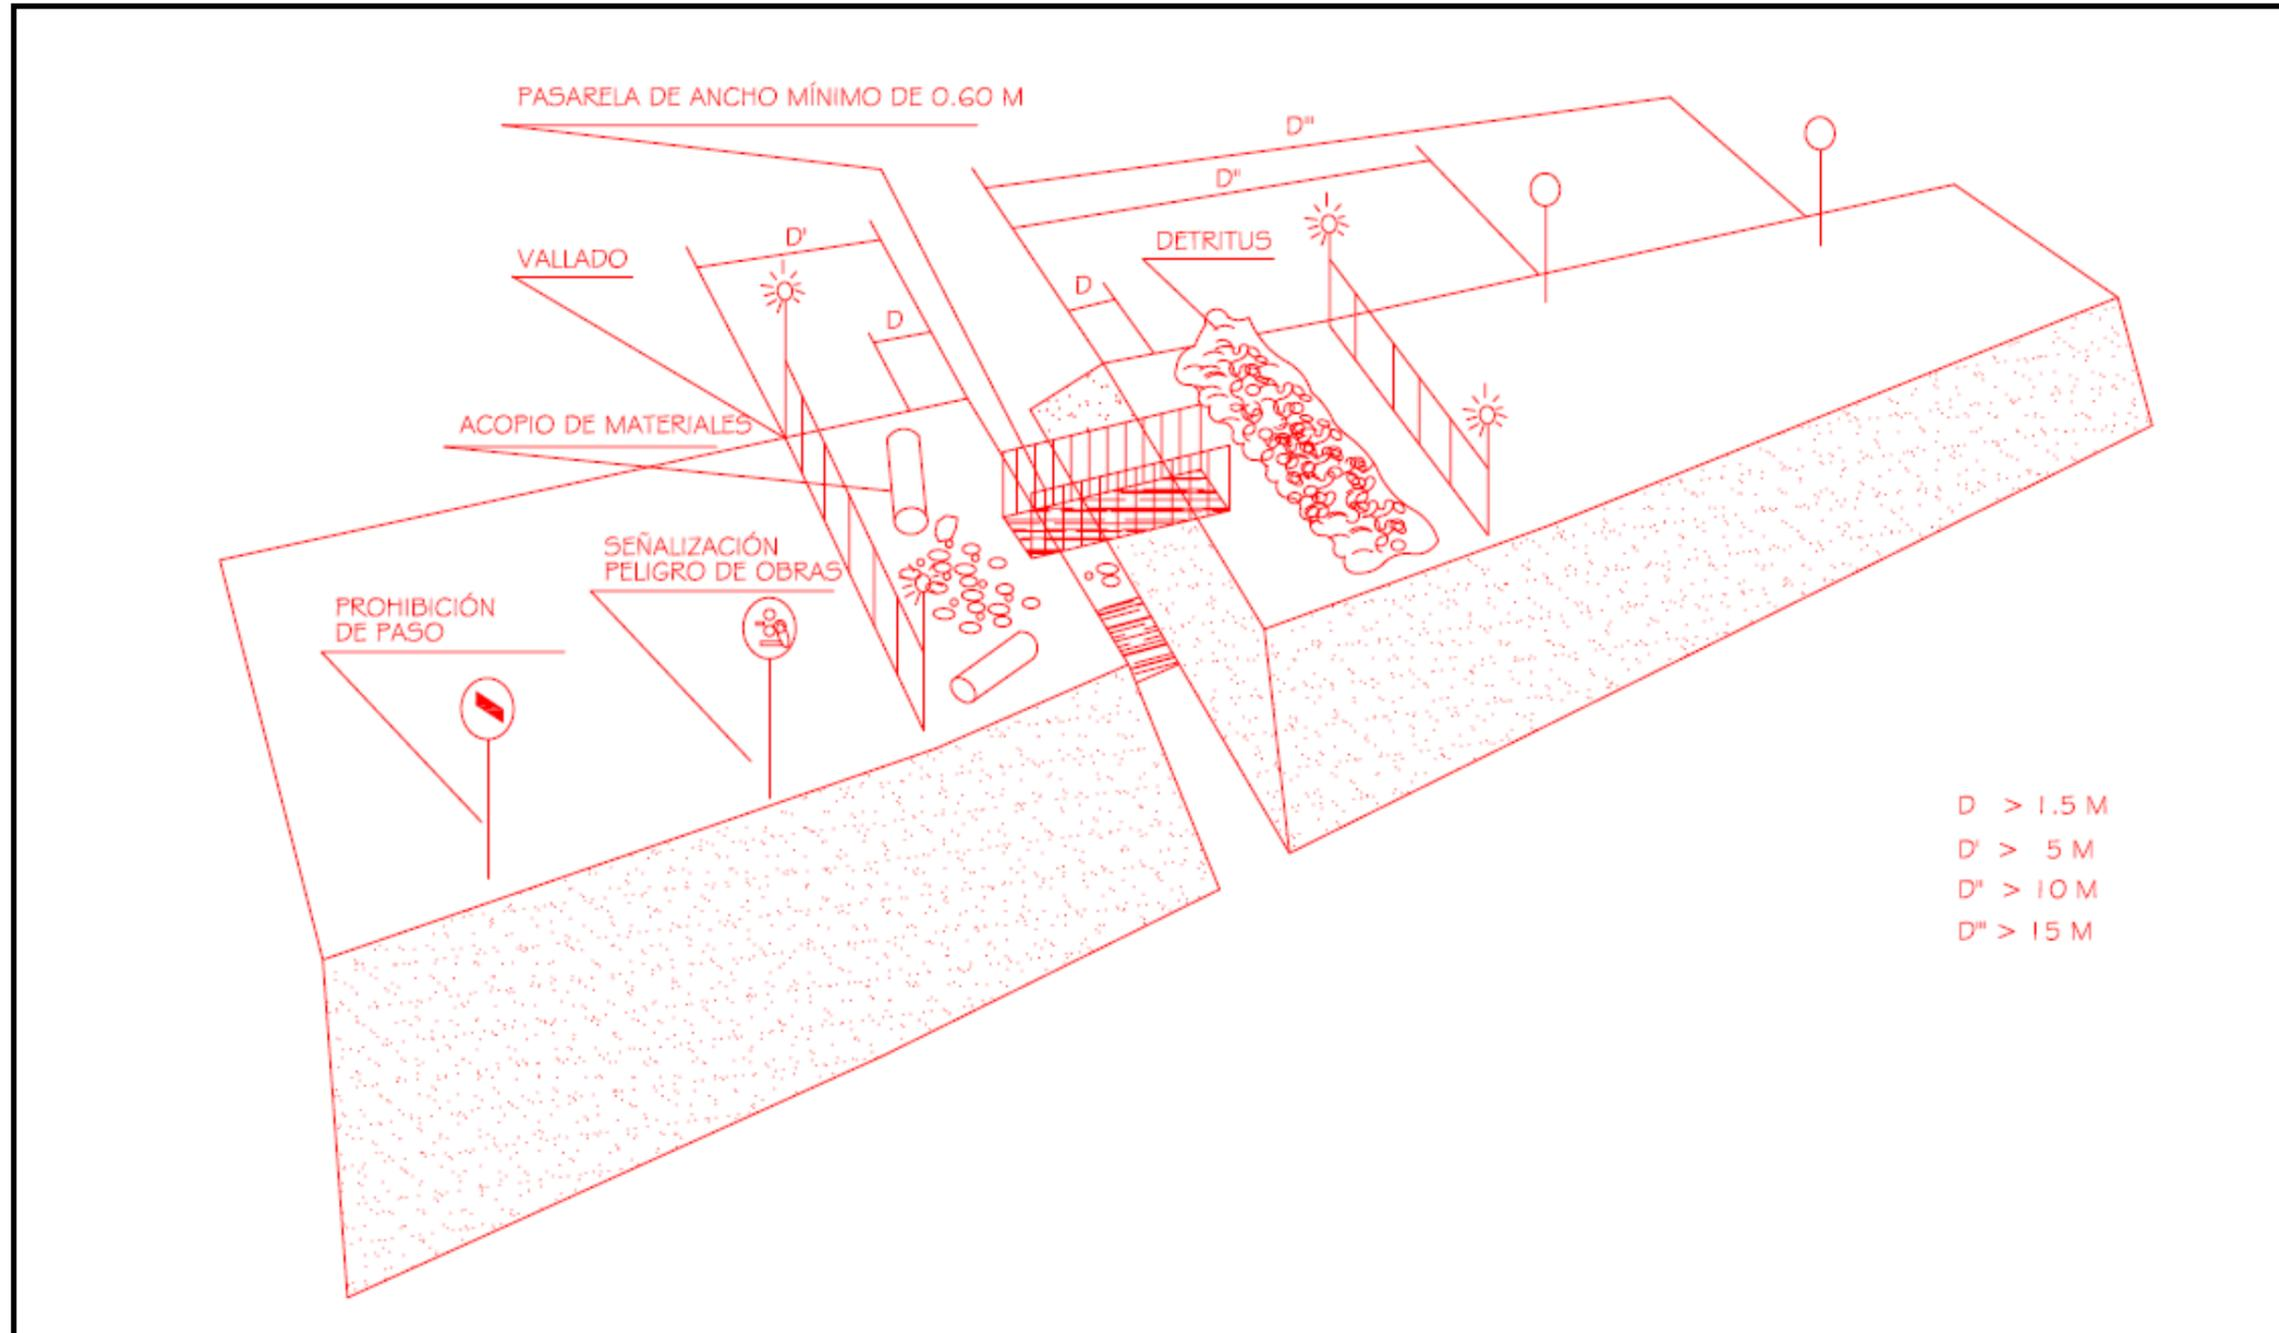 PASARELA DE ANCHO MÍNIMO DE 0.60 M
D'''
D''
DETRITUS
D'
VALLADO
D
D
ACOPIO DE MATERIALES
SEÑALIZACIÓN
PELIGRO DE OBRAS
PROHIBICIÓN
DE PASO
D > 1.5 M
D' > 5 M
D'' > 10 M
D''' > 15 M